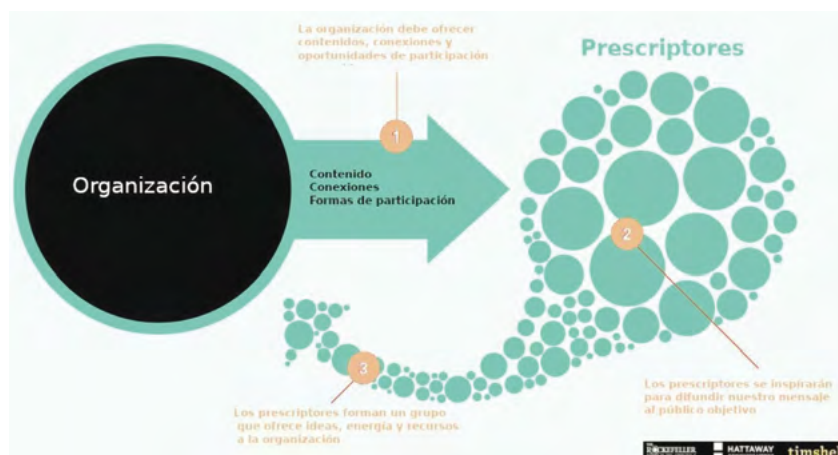 La organización debe ofrecer
contenidos, conexiones y
oportunidades de participación
Prescriptores
1
Organización
Contenido
Conexiones
Formas de participación
2
3
Los prescriptores se inspirarán
para difundir nuestro mensaje
al público objetivo
Los prescriptores forman un grupo
que ofrece ideas, energía y recursos
a la organización
ROCKEFELLER
HATTAWAY
timshel